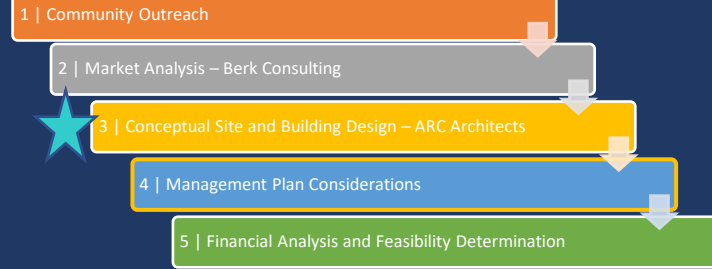 1 | Community Outreach
2 | Market Analysis – Berk Consulting
3 | Conceptual Site and Building Design – ARC Architects
4 | Management Plan Considerations
5 | Financial Analysis and Feasibility Determination